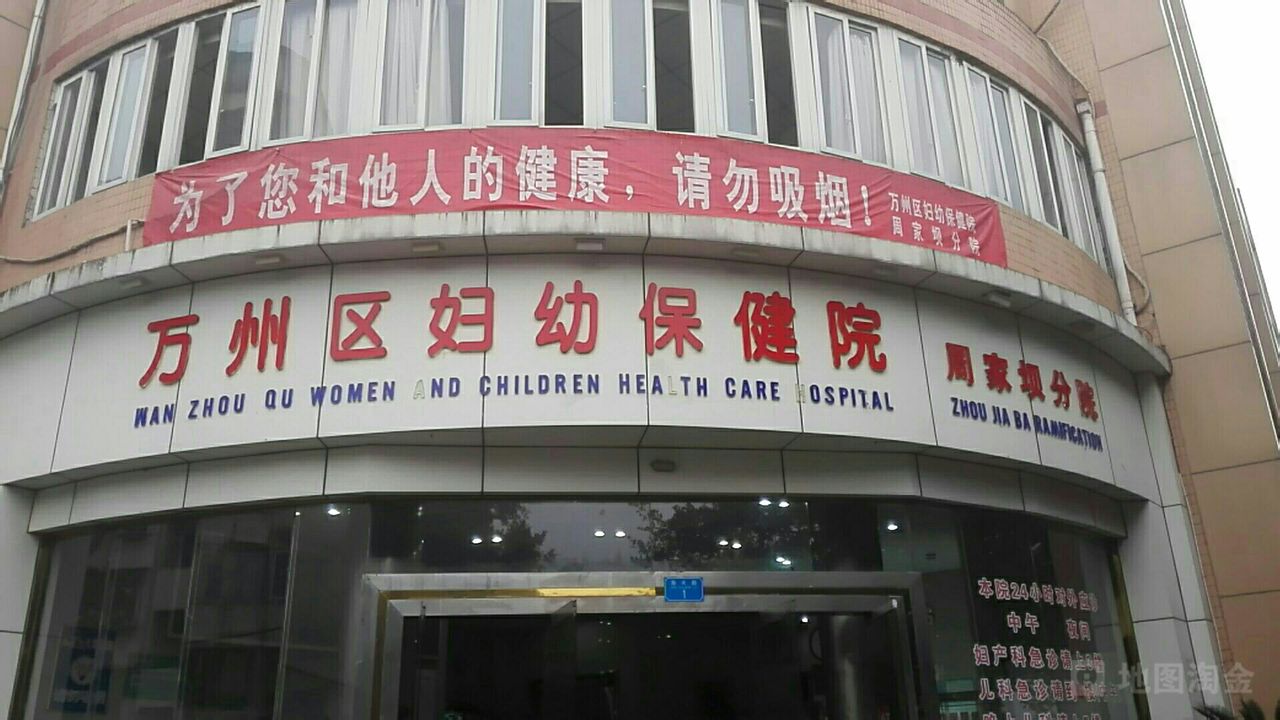 为了您和他人的健康，请勿吸烟！
万州区妇幼保健院
周家坝分院
万州区妇幼保健院
WAN ZHOU QU WOMEN AND CHILDREN HEALTH CARE HOSPITAL
周家坝分院
ZHOU JIA BA RAMIFICATION
1
本院24小时对外应
中午 夜间
妇产科急诊请上3楼
儿科急诊请到
地图淘金